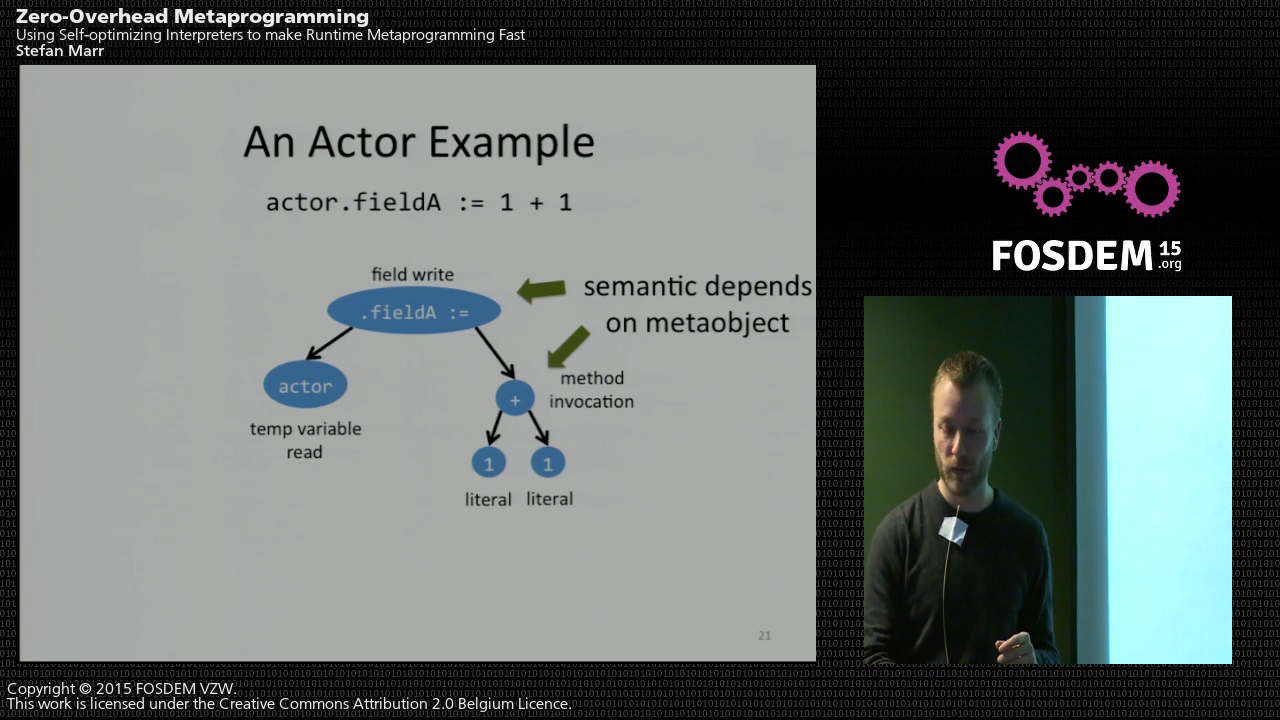 Zero-Overhead Metaprogramming
Using Self-optimizing Interpreters to make Runtime Metaprogramming Fast
Stefan Marr
An Actor Example
actor.fieldA := 1 + 1
field write
.fieldA :=
semantic depends
on metaobject
actor
+
method
invocation
temp variable
read
1
1
literal
literal
21
FOSDEM 15
.org
Copyright © 2015 FOSDEM VZW.
This work is licensed under the Creative Commons Attribution 2.0 Belgium Licence.